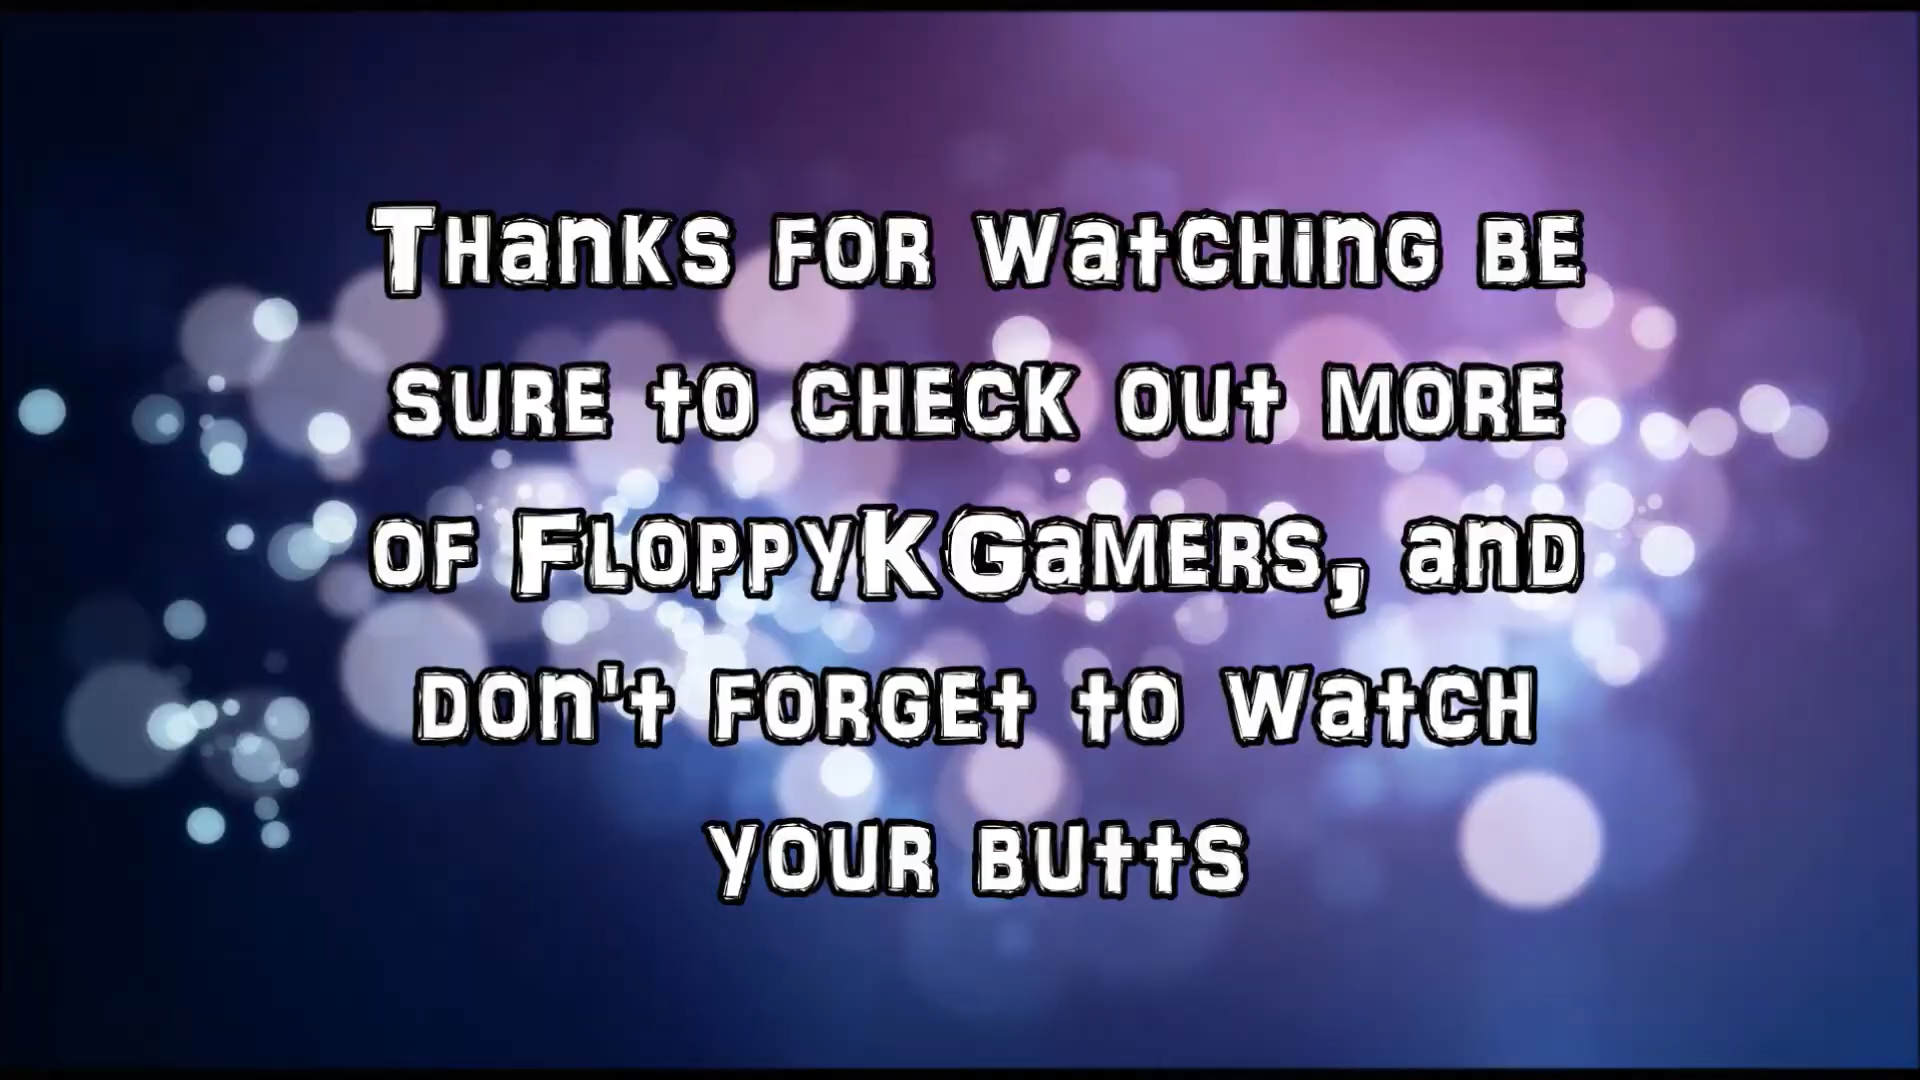 Thanks for watching be
sure to check out more
of FloppyKGamers, and
don't forget to watch
your butts